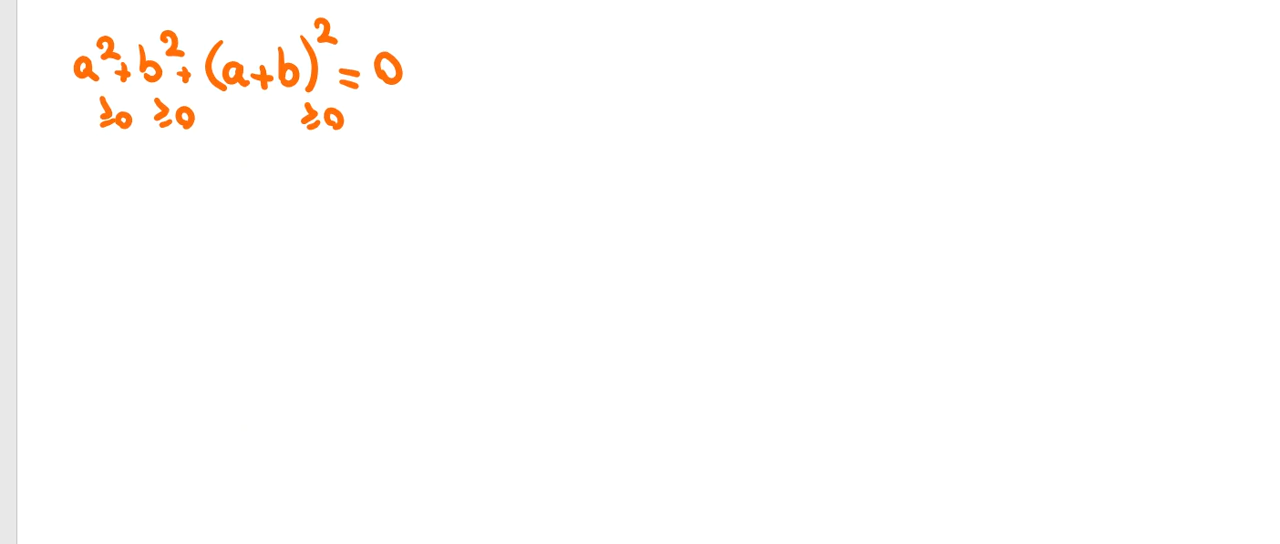 a²+b²+(a+b)²=0
≥0 ≥0 ≥0